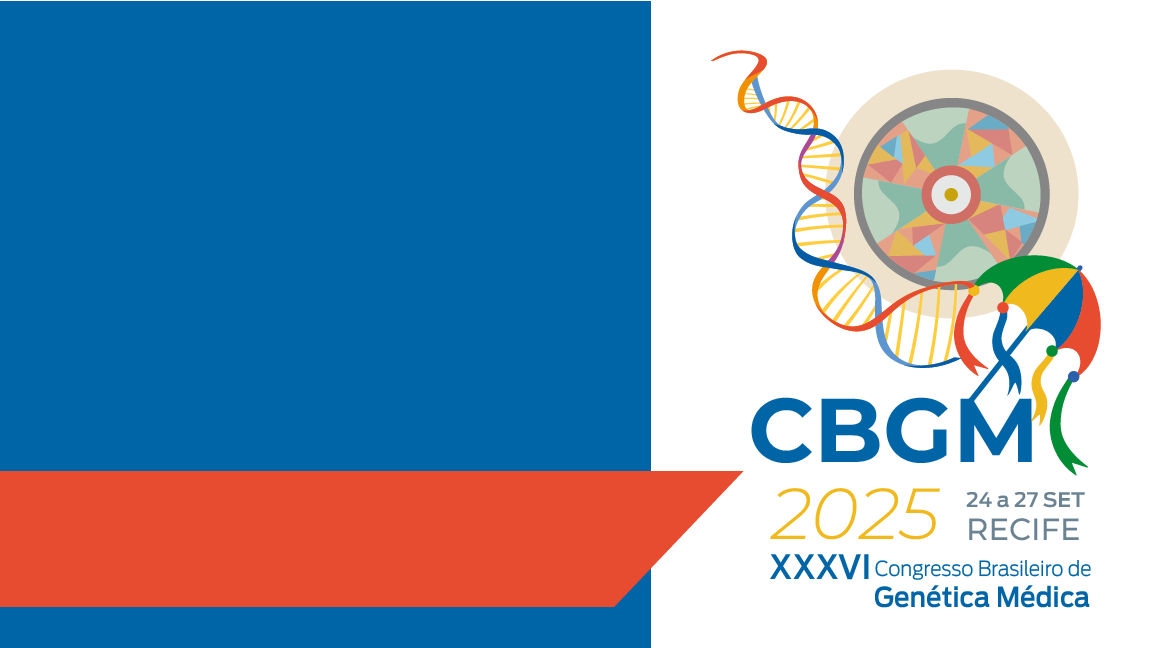 CBGM
2025
24 a 27 SET
RECIFE
XXXVI Congresso Brasileiro de
Genética Médica